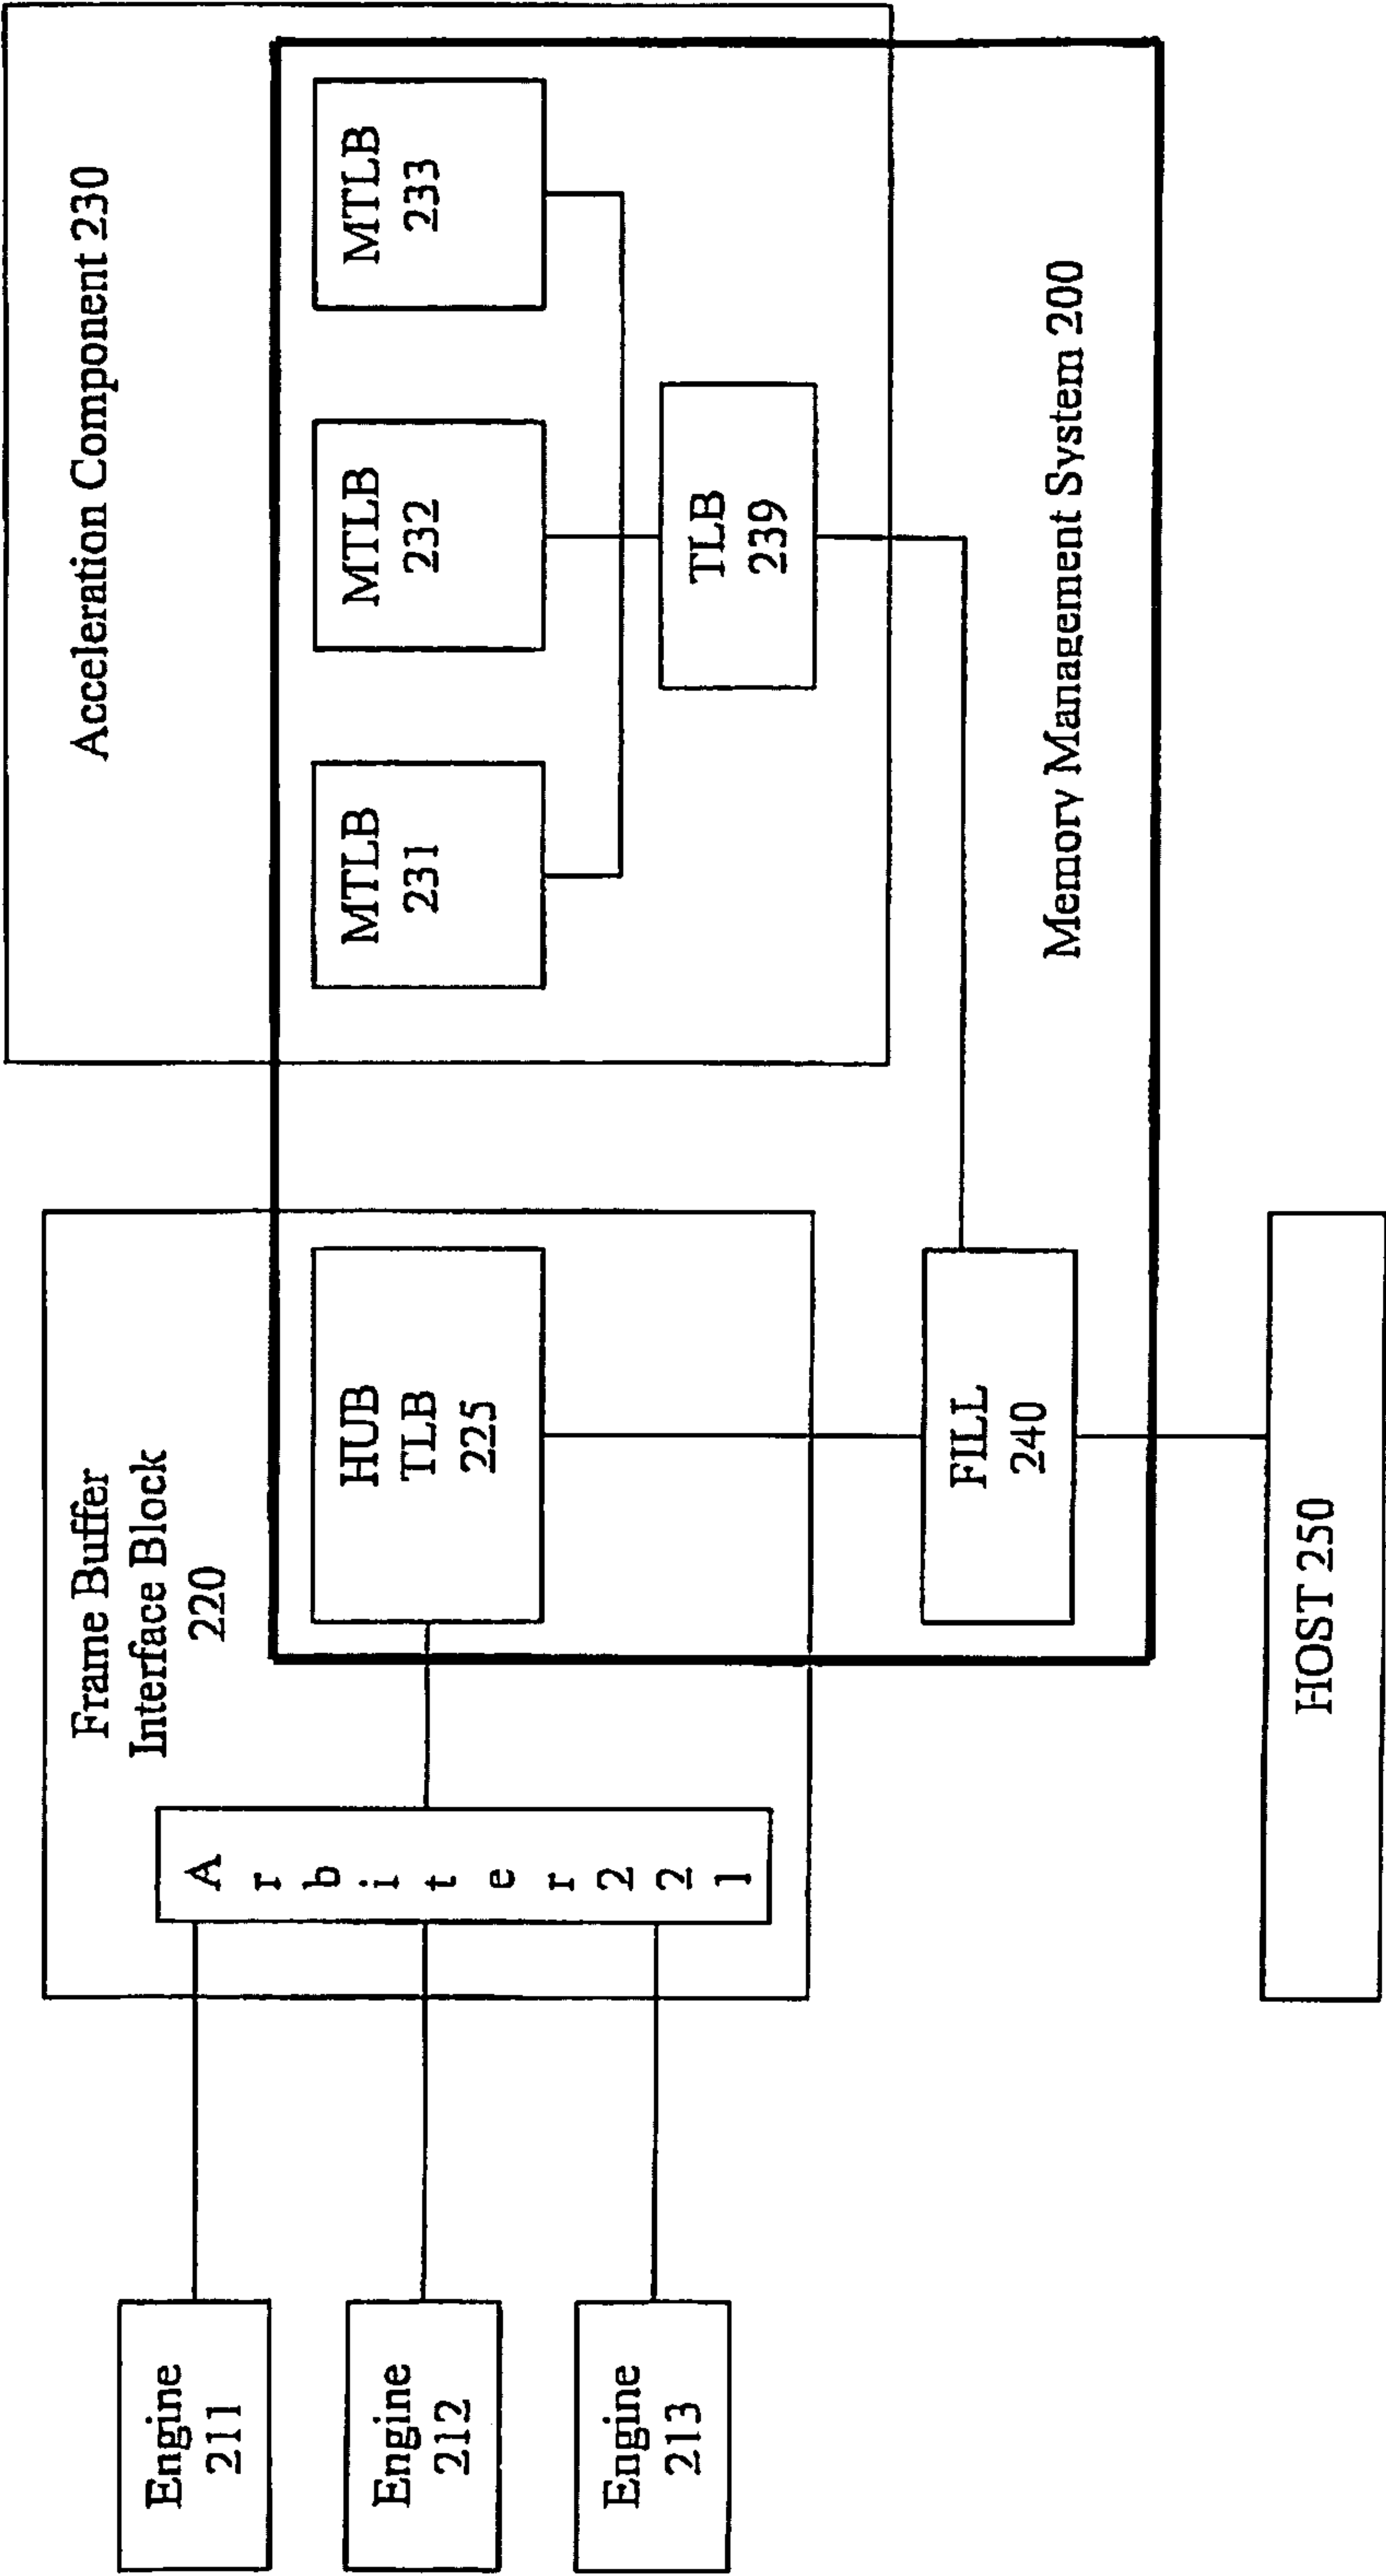 Engine
211
Engine
212
Engine
213
Frame Buffer
Interface Block
220
Arbiter 221
HUB
TLB
225
FILL
240
HOST 250
Acceleration Component 230
MTLB
231
MTLB
232
MTLB
233
TLB
239
Memory Management System 200